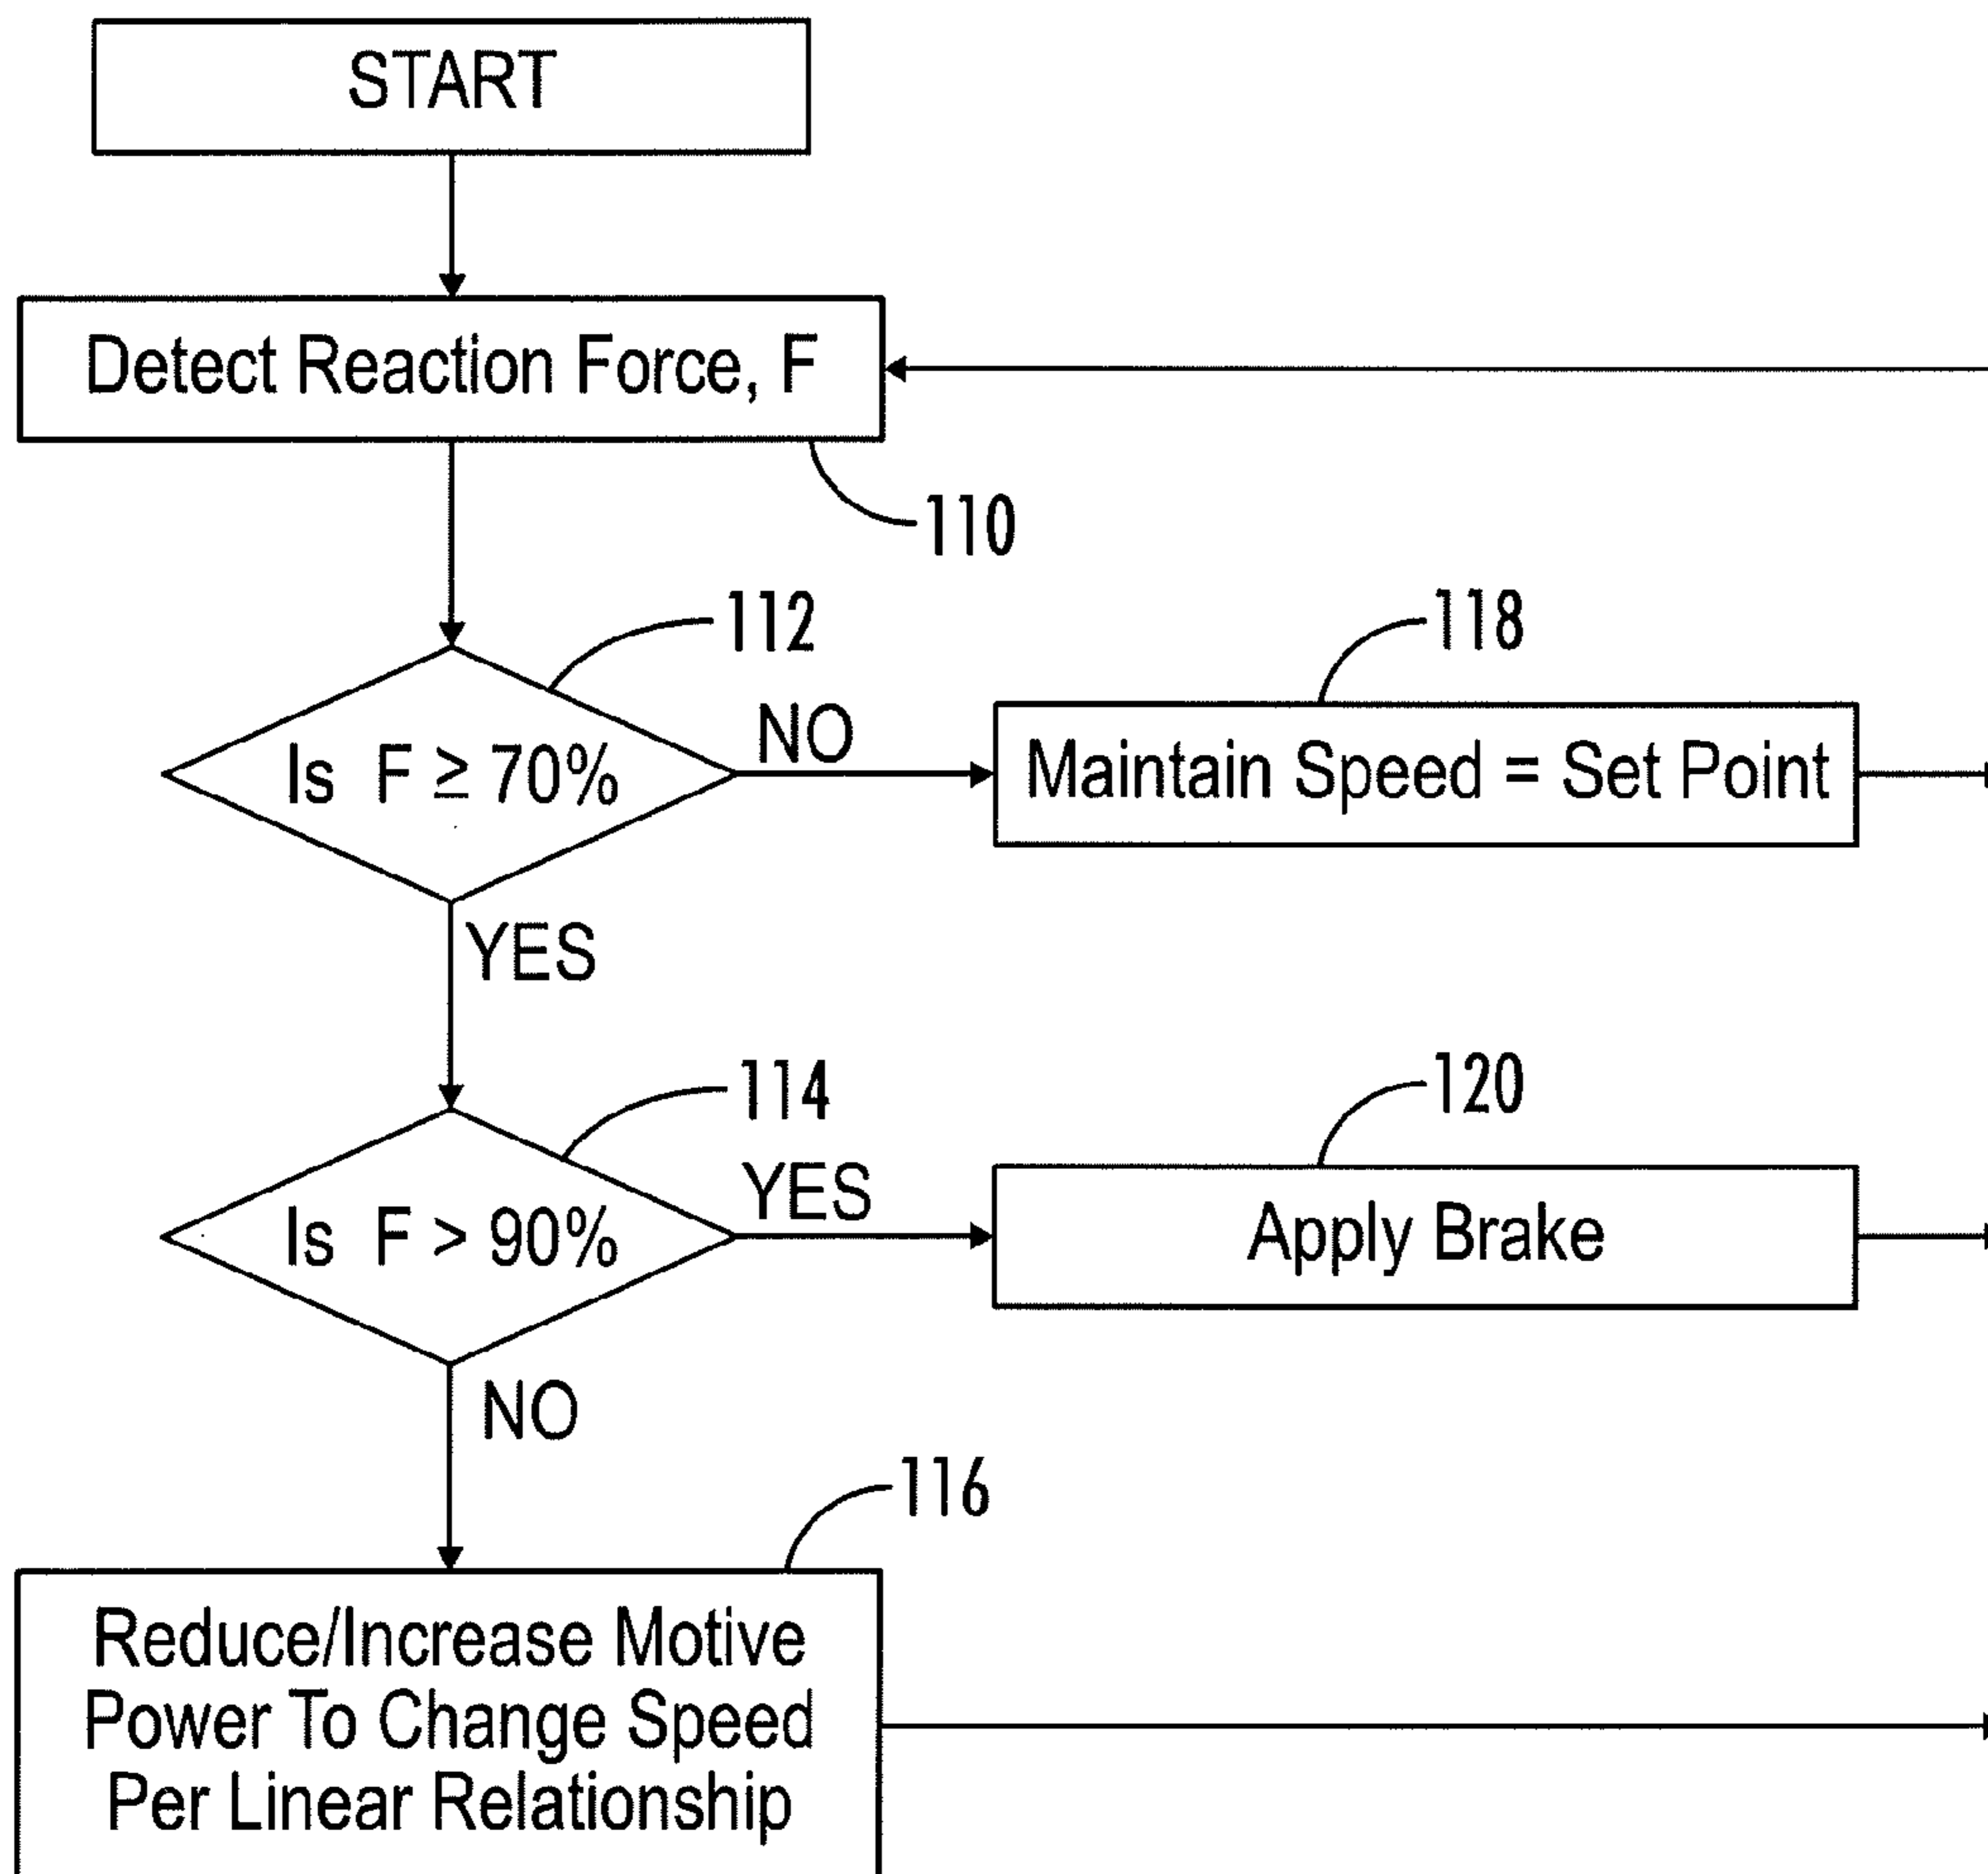 START
Detect Reaction Force, F
110
112
118
Is F ≥ 70%
NO
Maintain Speed = Set Point
YES
114
120
Is F > 90%
YES
Apply Brake
NO
116
Reduce/Increase Motive
Power To Change Speed
Per Linear Relationship